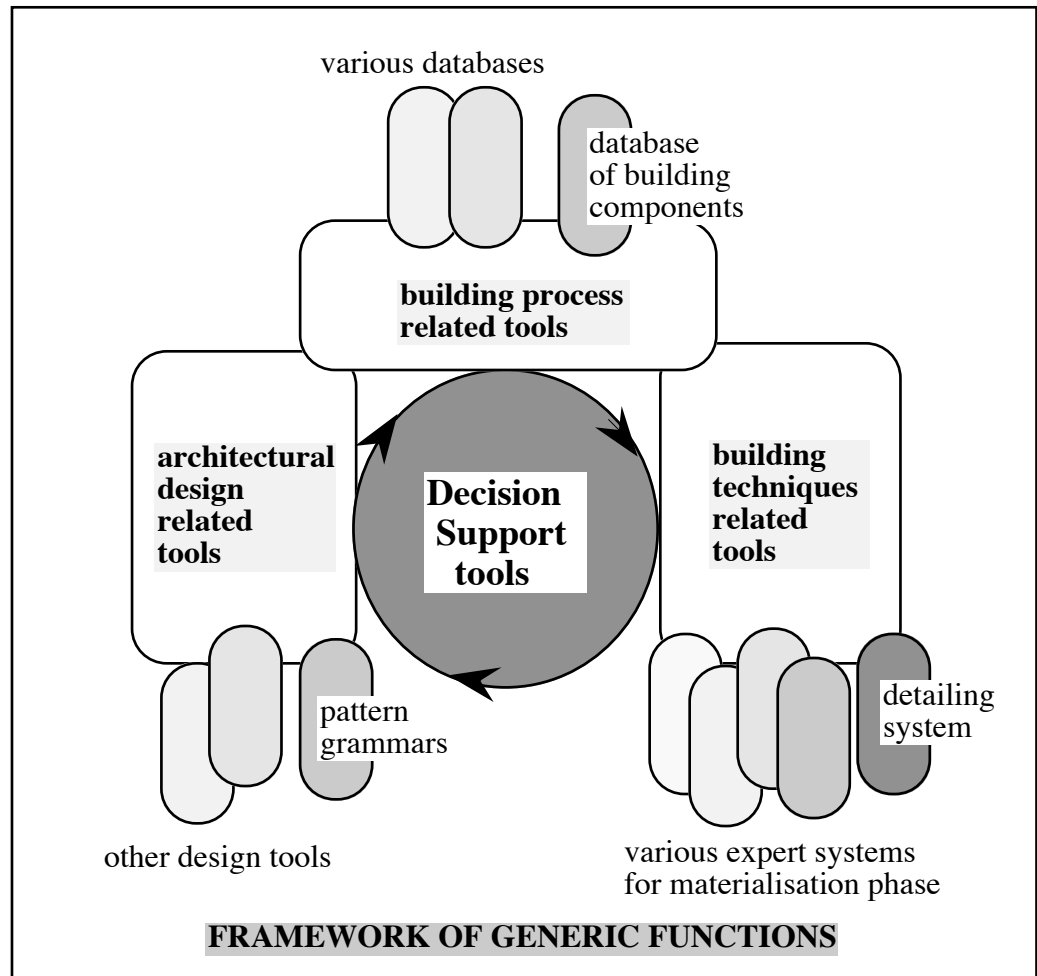 various databases
database
of building
components
building process
related tools
architectural
design
related
tools
Decision
Support
tools
building
techniques
related
tools
pattern
grammars
detailing
system
other design tools
various expert systems
for materialisation phase
FRAMEWORK OF GENERIC FUNCTIONS